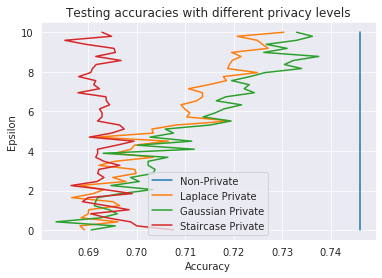 Testing accuracies with different privacy levels
10
8
6
4
2
0
Epsilon
Non-Private
Laplace Private
Gaussian Private
Staircase Private
0.69 0.70 0.71 0.72 0.73 0.74
Accuracy